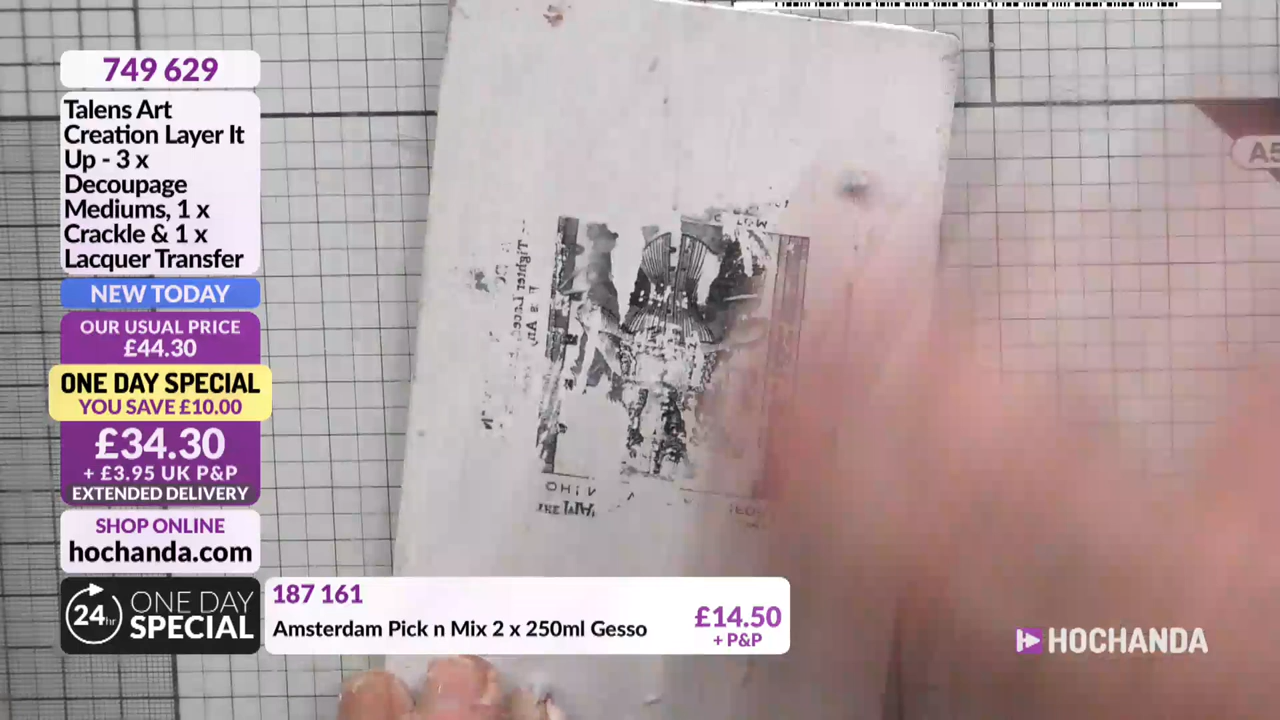 749 629
Talens Art
Creation Layer It
Up - 3 x
Decoupage
Mediums, 1 x
Crackle & 1 x
Lacquer Transfer
NEW TODAY
OUR USUAL PRICE
£44.30
ONE DAY SPECIAL
YOU SAVE £10.00
£34.30
+ £3.95 UK P&P
EXTENDED DELIVERY
SHOP ONLINE
hochanda.com
24hr
ONE DAY
SPECIAL
187 161
Amsterdam Pick n Mix 2 x 250ml Gesso
£14.50
+ P&P
HOCHANDA
A5